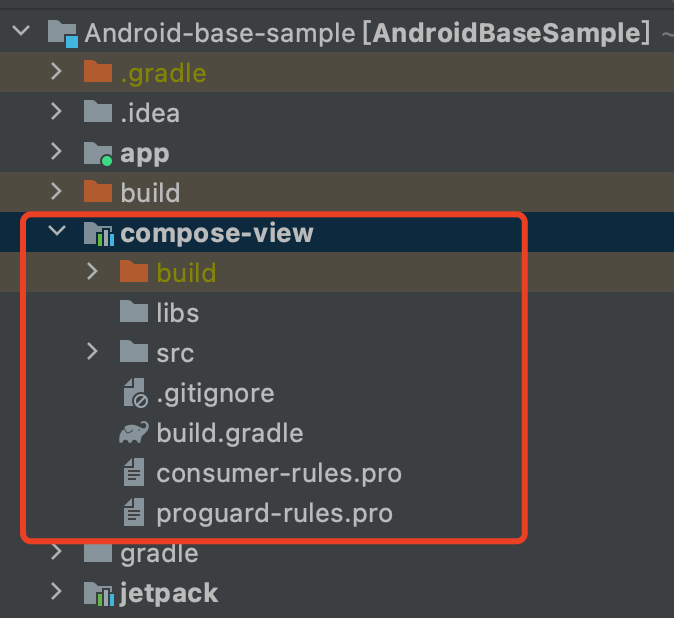 Android-base-sample [AndroidBaseSample] ~
.gradle
.idea
app
build
compose-view
build
libs
src
.gitignore
build.gradle
consumer-rules.pro
proguard-rules.pro
gradle
jetpack